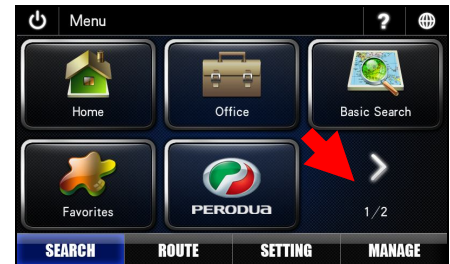 Menu ?
Home Office Basic Search
Favorites PERODUA 1/2
SEARCH ROUTE SETTING MANAGE